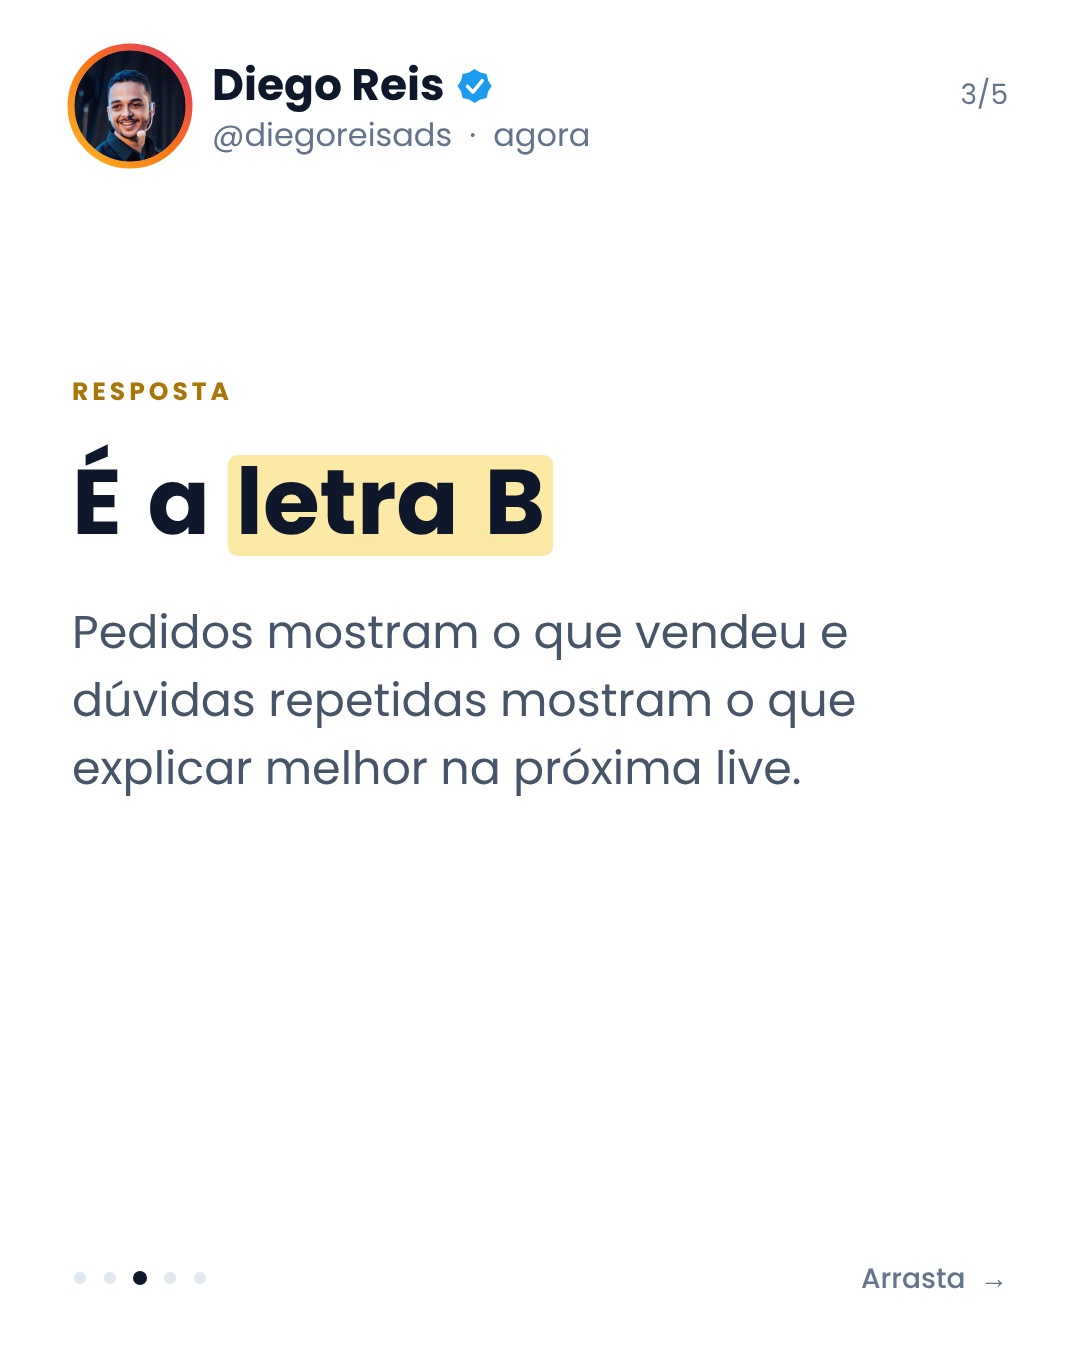 Diego Reis
3/5
@diegoreisads · agora
RESPOSTA
É a letra B
Pedidos mostram o que vendeu e
dúvidas repetidas mostram o que
explicar melhor na próxima live.
Arrasta →